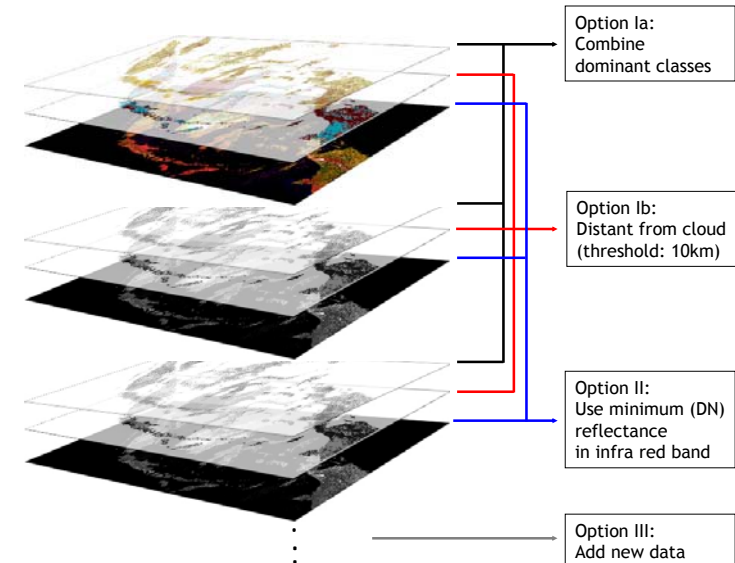 Option Ia:
Combine
dominant classes
Option Ib:
Distant from cloud
(threshold: 10km)
Option II:
Use minimum (DN)
reflectance
in infra red band
Option III:
Add new data